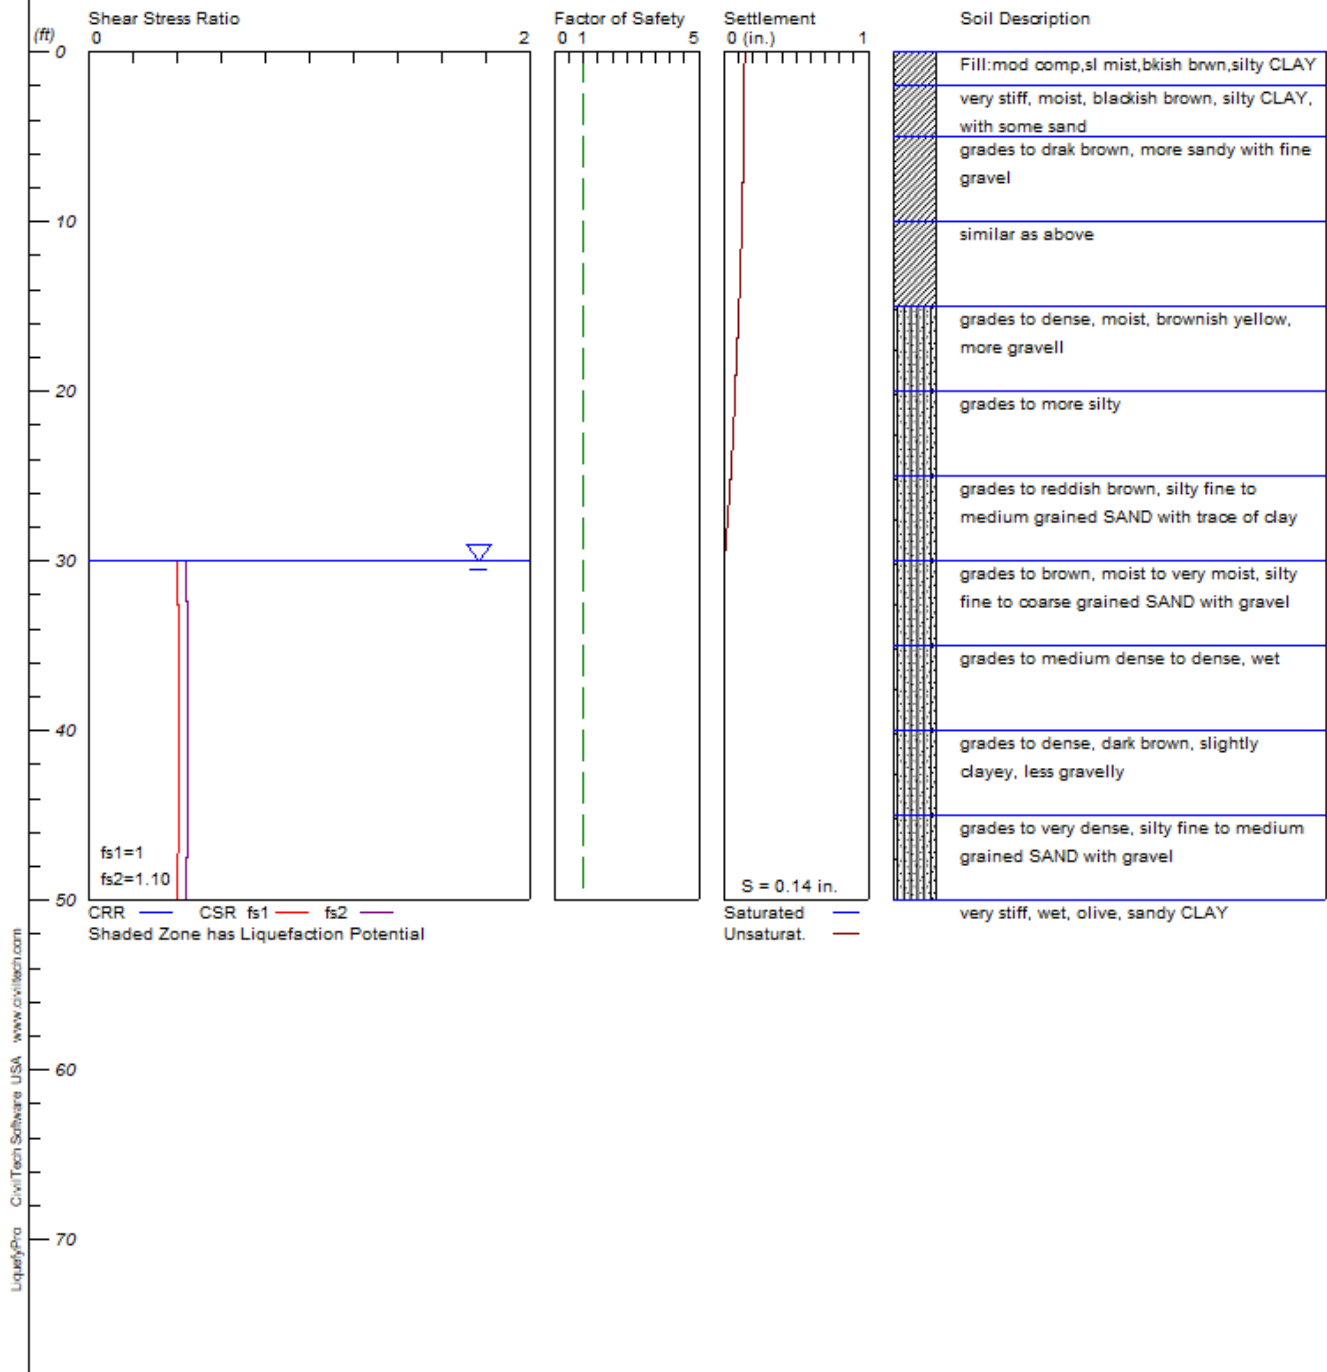 Shear Stress Ratio Factor of Safety Settlement Soil Description
(ft) 0 2 0 1 5 0 (in.) 1
0
Fill:mod comp,sl mist,bkish brwn,silty CLAY
very stiff, moist, blackish brown, silty CLAY,
with some sand
grades to drak brown, more sandy with fine
gravel
10
similar as above
grades to dense, moist, brownish yellow,
more gravell
20
grades to more silty
grades to reddish brown, silty fine to
medium grained SAND with trace of clay
30
grades to brown, moist to very moist, silty
fine to coarse grained SAND with gravel
grades to medium dense to dense, wet
40
grades to dense, dark brown, slightly
clayey, less gravelly
grades to very dense, silty fine to medium
grained SAND with gravel
fs1=1
fs2=1.10
S = 0.14 in.
50
very stiff, wet, olive, sandy CLAY
CRR CSR fs1 fs2 Saturated
Shaded Zone has Liquefaction Potential Unsaturat.
60
70
LiquefyPro CivilTech Software USA www.civiltech.com